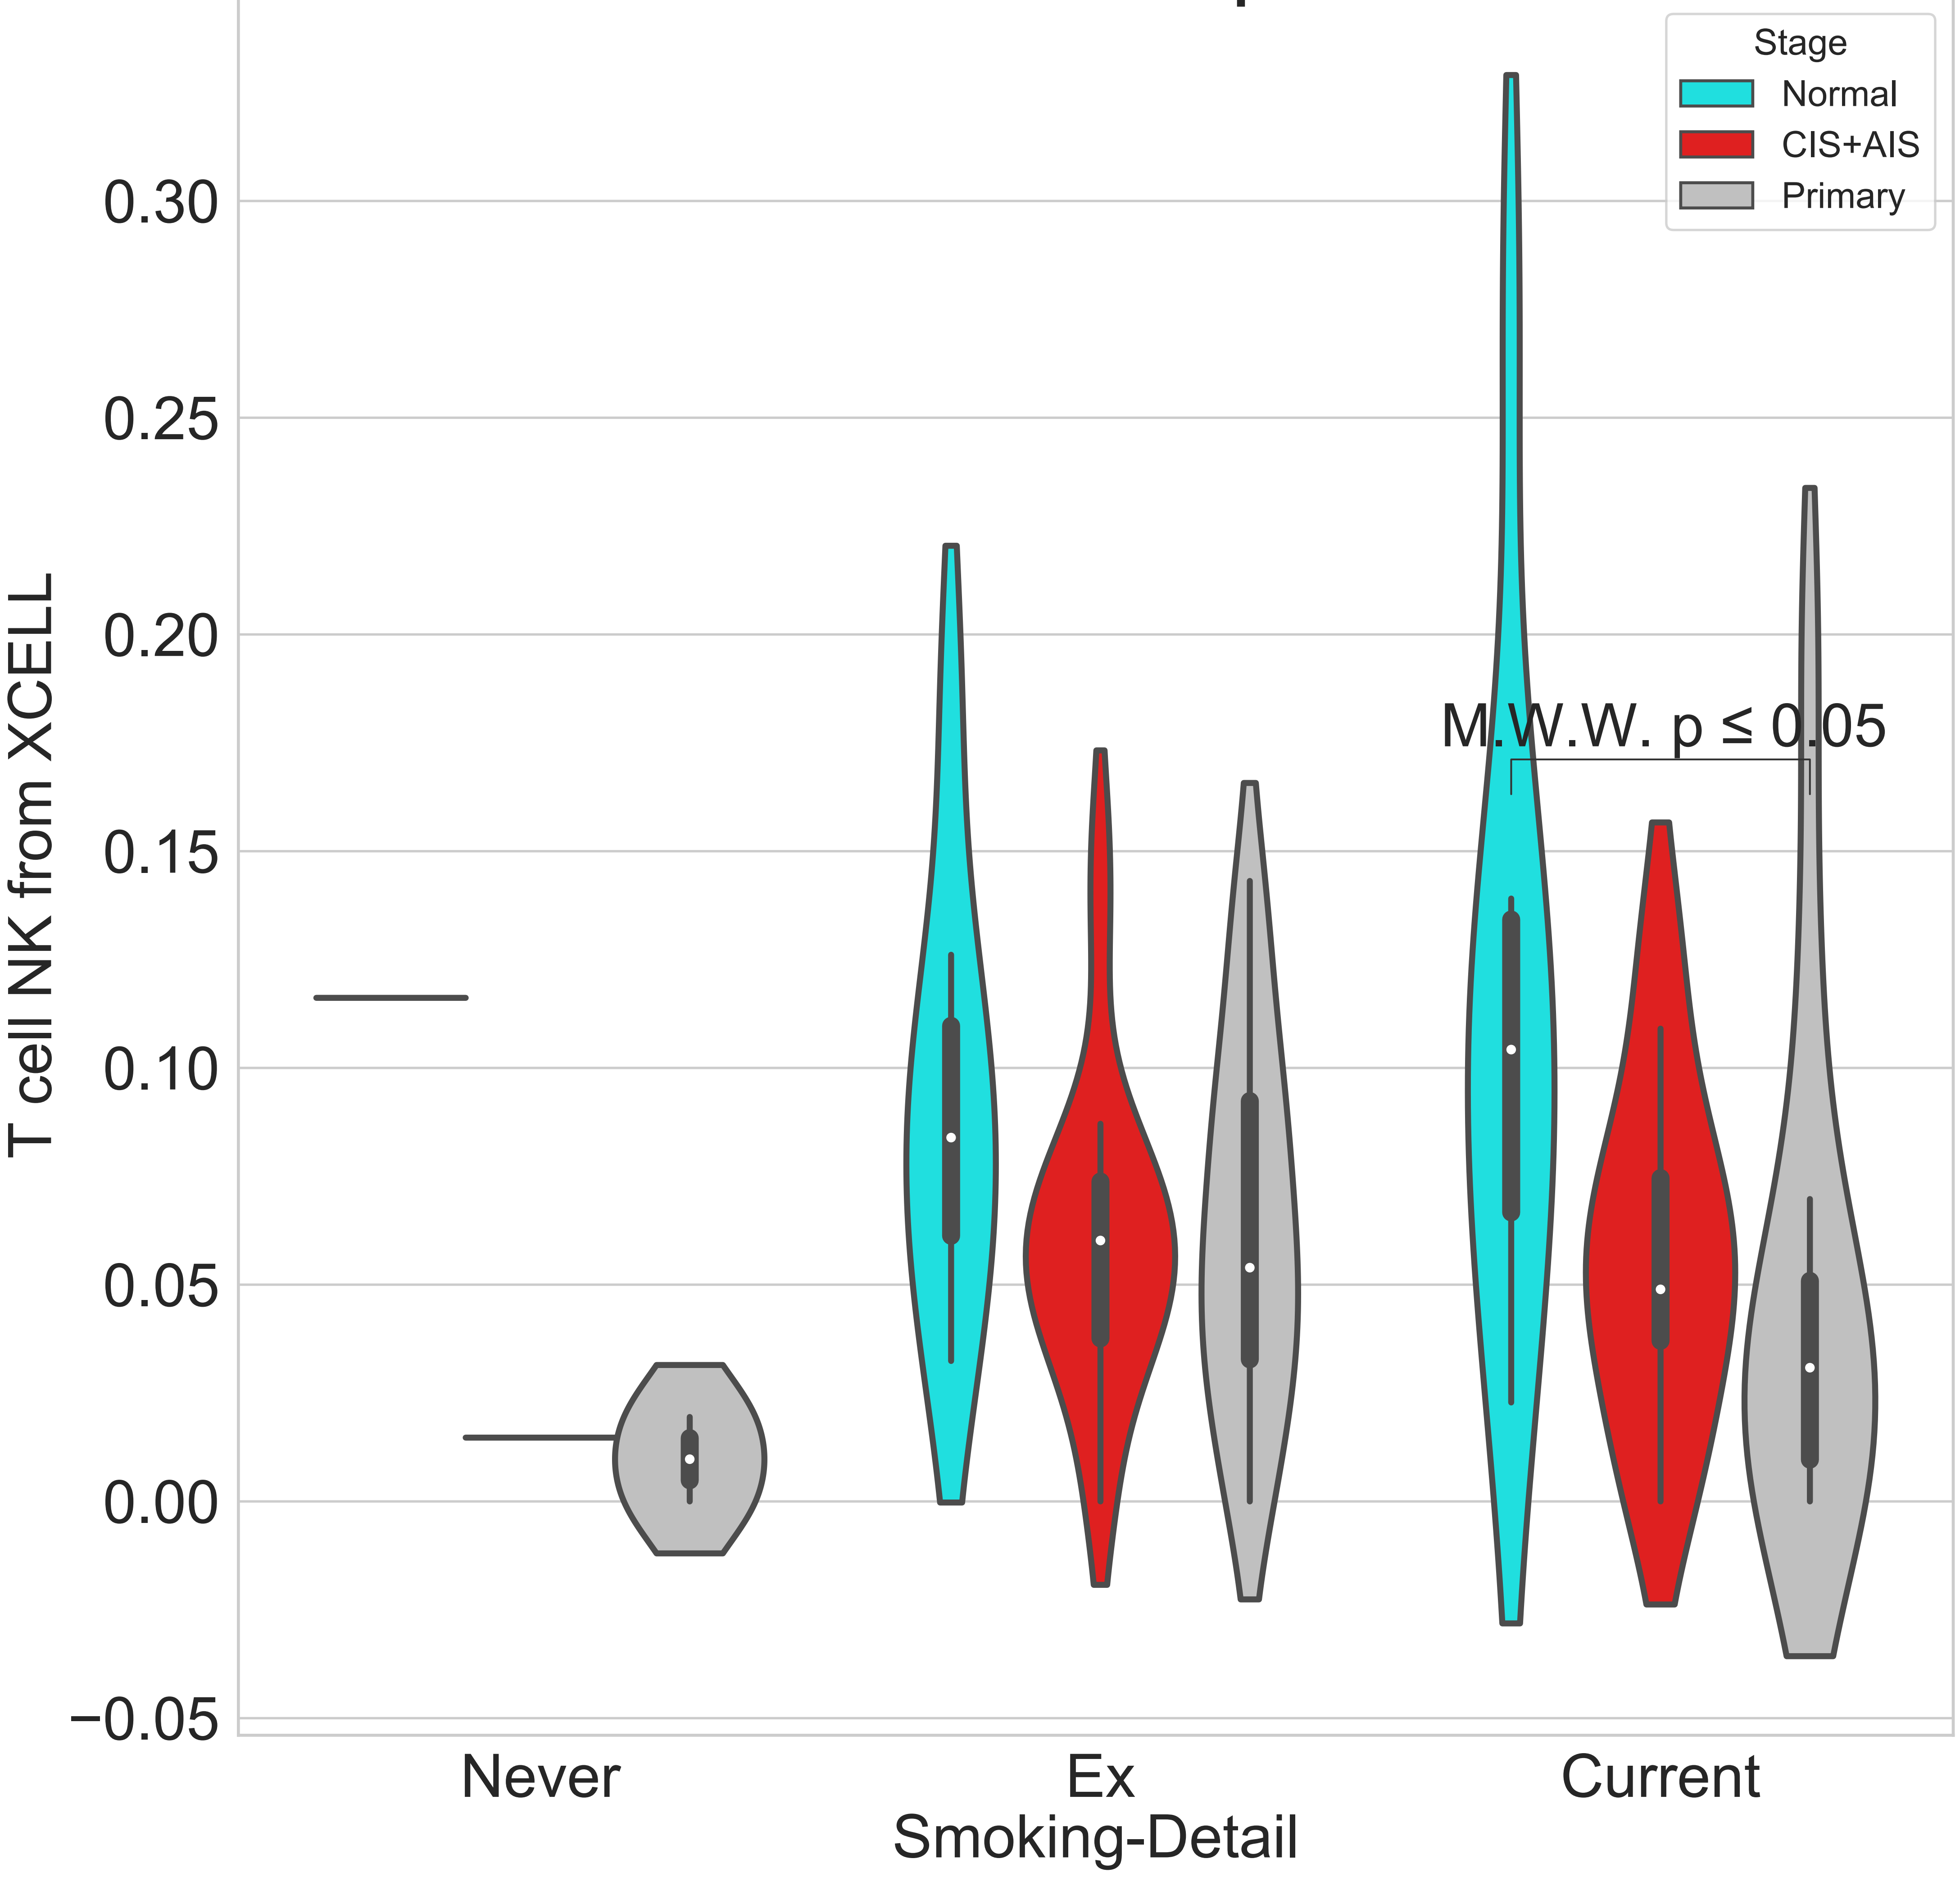 Stage
Normal
CIS+AIS
Primary
0.30
0.25
0.20
0.15
0.10
0.05
0.00
−0.05
T cell NK from XCELL
M.W.W. p ≤ 0.05
Never
Ex
Current
Smoking-Detail